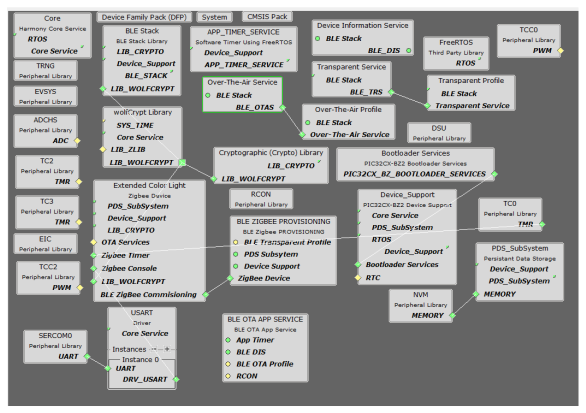 Core
Harmony Core Service
RTOS
Core Service
Device Family Pack (DFP)
System
CMSIS Pack
BLE Stack
BLE Stack Library
LIB_CRYPTO
Device_Support
BLE_STACK
LIB_WOLFCRYPT
APP_TIMER_SERVICE
Software Timer Using FreeRTOS
Device_Support
APP_TIMER_SERVICE
Device Information Service
BLE Stack
BLE_DIS
FreeRTOS
Third Party Library
RTOS
TCC0
Peripheral Library
PWM
TRNG
Peripheral Library
EVSYS
Peripheral Library
ADCHS
Peripheral Library
ADC
Over-The-Air Service
BLE Stack
BLE_OTAS
Transparent Service
BLE Stack
BLE_TRS
Transparent Profile
BLE Stack
Transparent Service
Over-The-Air Profile
BLE Stack
Over-The-Air Service
wolfCrypt Library
SYS_TIME
Core Service
LIB_ZLIB
LIB_WOLFCRYPT
DSU
Peripheral Library
TC2
Peripheral Library
TMR
Cryptographic (Crypto) Library
LIB_CRYPTO
LIB_WOLFCRYPT
Bootloader Services
PIC32CX-BZ2 Bootloader Services
PIC32CX_BZ_BOOTLOADER_SERVICES
TC3
Peripheral Library
TMR
Extended Color Light
Zigbee Device
PDS_SubSystem
Device_Support
LIB_CRYPTO
OTA Services
Zigbee Timer
Zigbee Console
LIB_WOLFCRYPT
BLE ZigBee Commisioning
RCON
Peripheral Library
Device_Support
PIC32CX-BZ2 Device Support
Core Service
PDS_SubSystem
RTOS
Device_Support
Bootloader Services
RTC
TC0
Peripheral Library
TMR
BLE ZIGBEE PROVISIONING
BLE Zigbee Provisioning
BLE Transparent Profile
PDS Subsytem
Device Support
ZigBee Device
EIC
Peripheral Library
TCC2
Peripheral Library
PWM
PDS_SubSystem
Persistant Data Storage
Device_Support
PDS_SubSystem
MEMORY
NVM
Peripheral Library
MEMORY
USART
Driver
Core Service
Instances
Instance 0
UART
DRV_USART
SERCOM0
Peripheral Library
UART
BLE OTA APP SERVICE
BLE OTA App Service
App Timer
BLE DIS
BLE OTA Profile
RCON